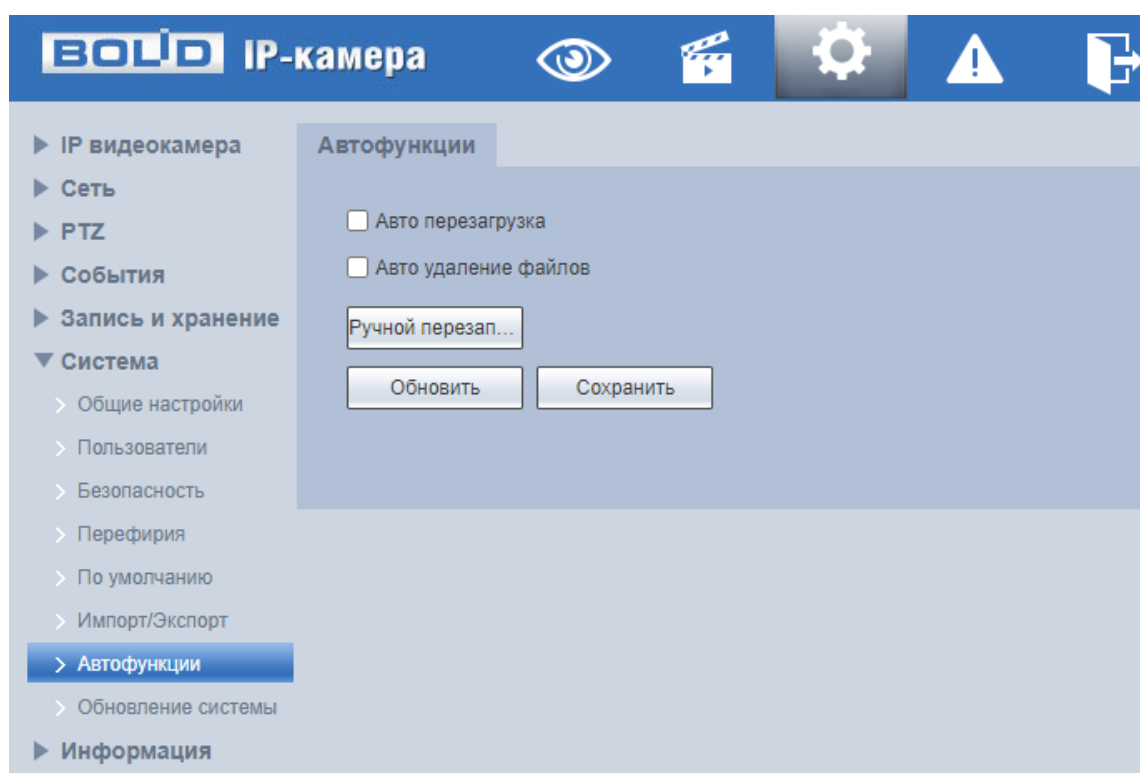 BOLID IP-камера
IP видеокамера
Сеть
PTZ
События
Запись и хранение
Система
Общие настройки
Пользователи
Безопасность
Перефирия
По умолчанию
Импорт/Экспорт
Автофункции
Обновление системы
Информация
Автофункции
Авто перезагрузка
Авто удаление файлов
Ручной перезап...
Обновить Сохранить